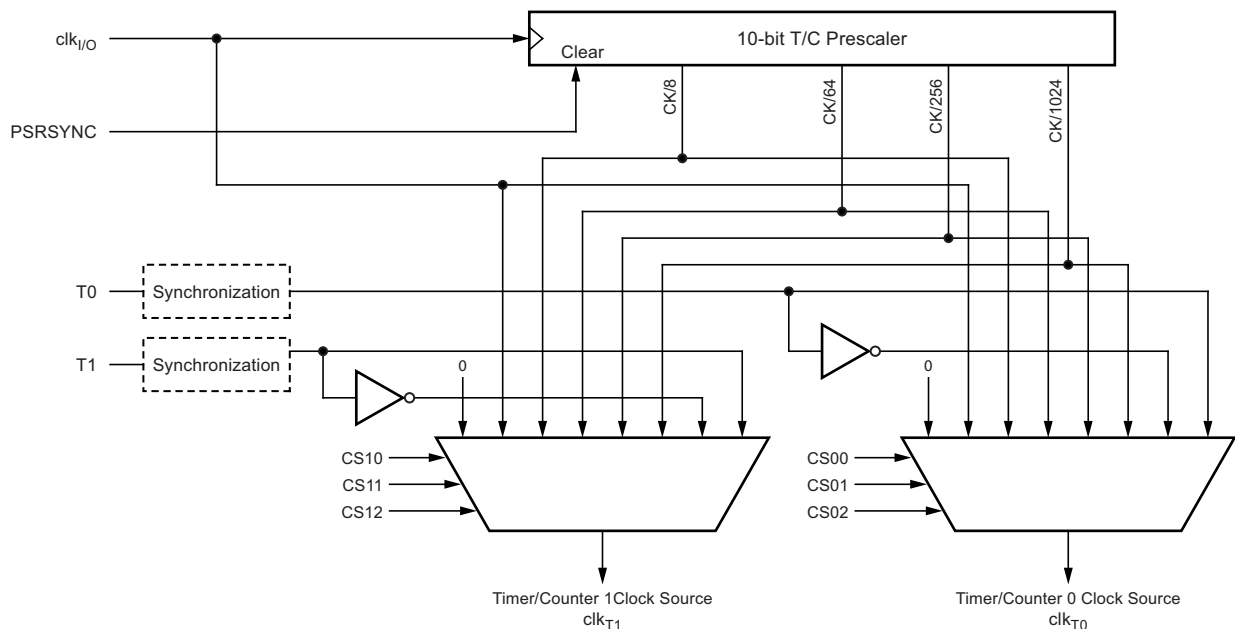 clkI/O
10-bit T/C Prescaler
Clear
PSRSYNC
CK/8
CK/64
CK/256
CK/1024
T0
Synchronization
T1
Synchronization
0
0
CS10
CS11
CS12
CS00
CS01
CS02
Timer/Counter 1Clock Source
clkT1
Timer/Counter 0 Clock Source
clkT0